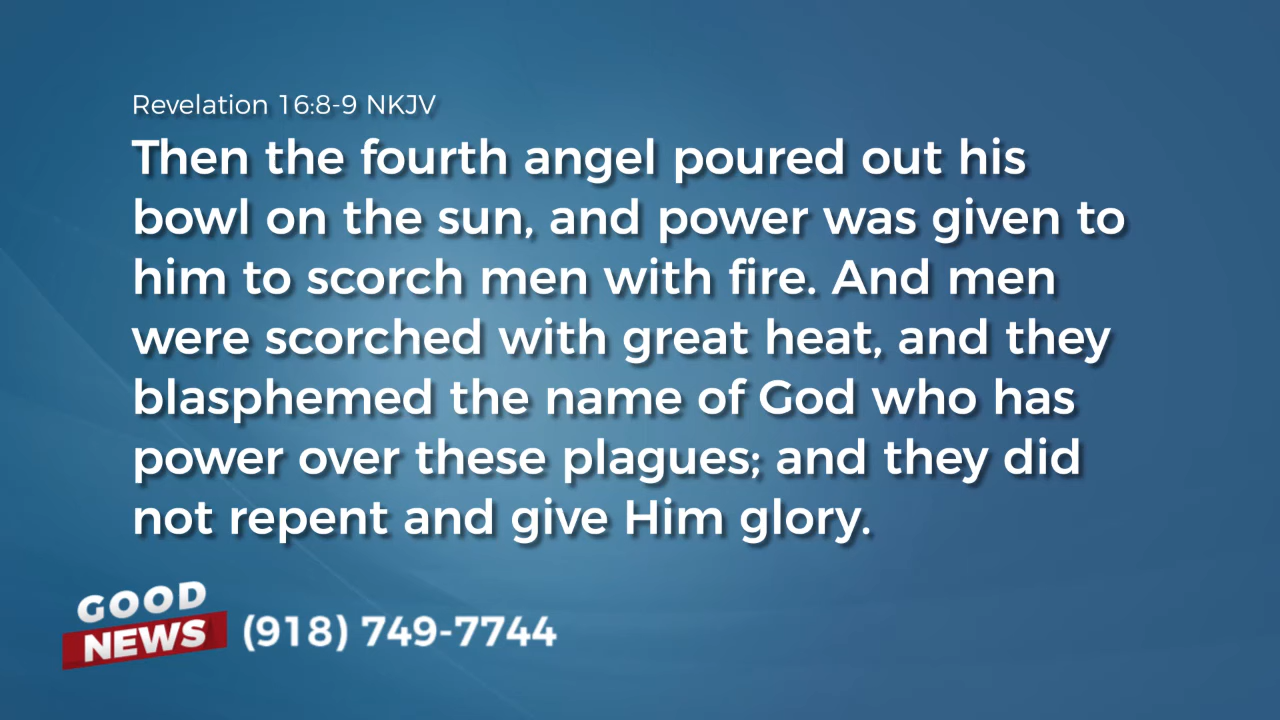 Revelation 16:8-9 NKJV
Then the fourth angel poured out his
bowl on the sun, and power was given to
him to scorch men with fire. And men
were scorched with great heat, and they
blasphemed the name of God who has
power over these plagues; and they did
not repent and give Him glory.
GOOD
NEWS (918) 749-7744